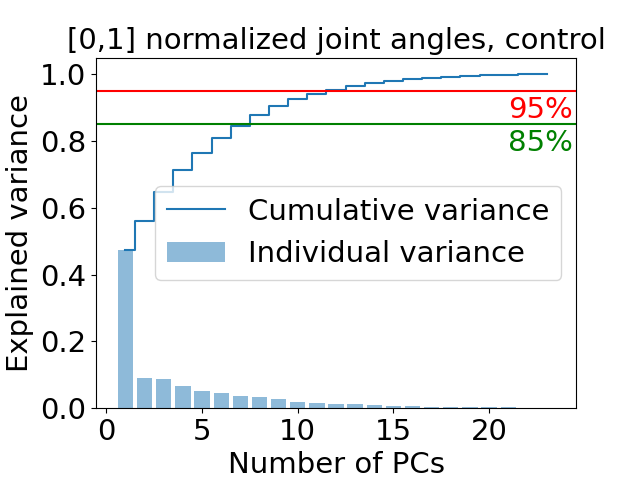 [0,1] normalized joint angles, control
Explained variance
1.0
0.8
0.6
0.4
0.2
0.0
95%
85%
Cumulative variance
Individual variance
0 5 10 15 20
Number of PCs